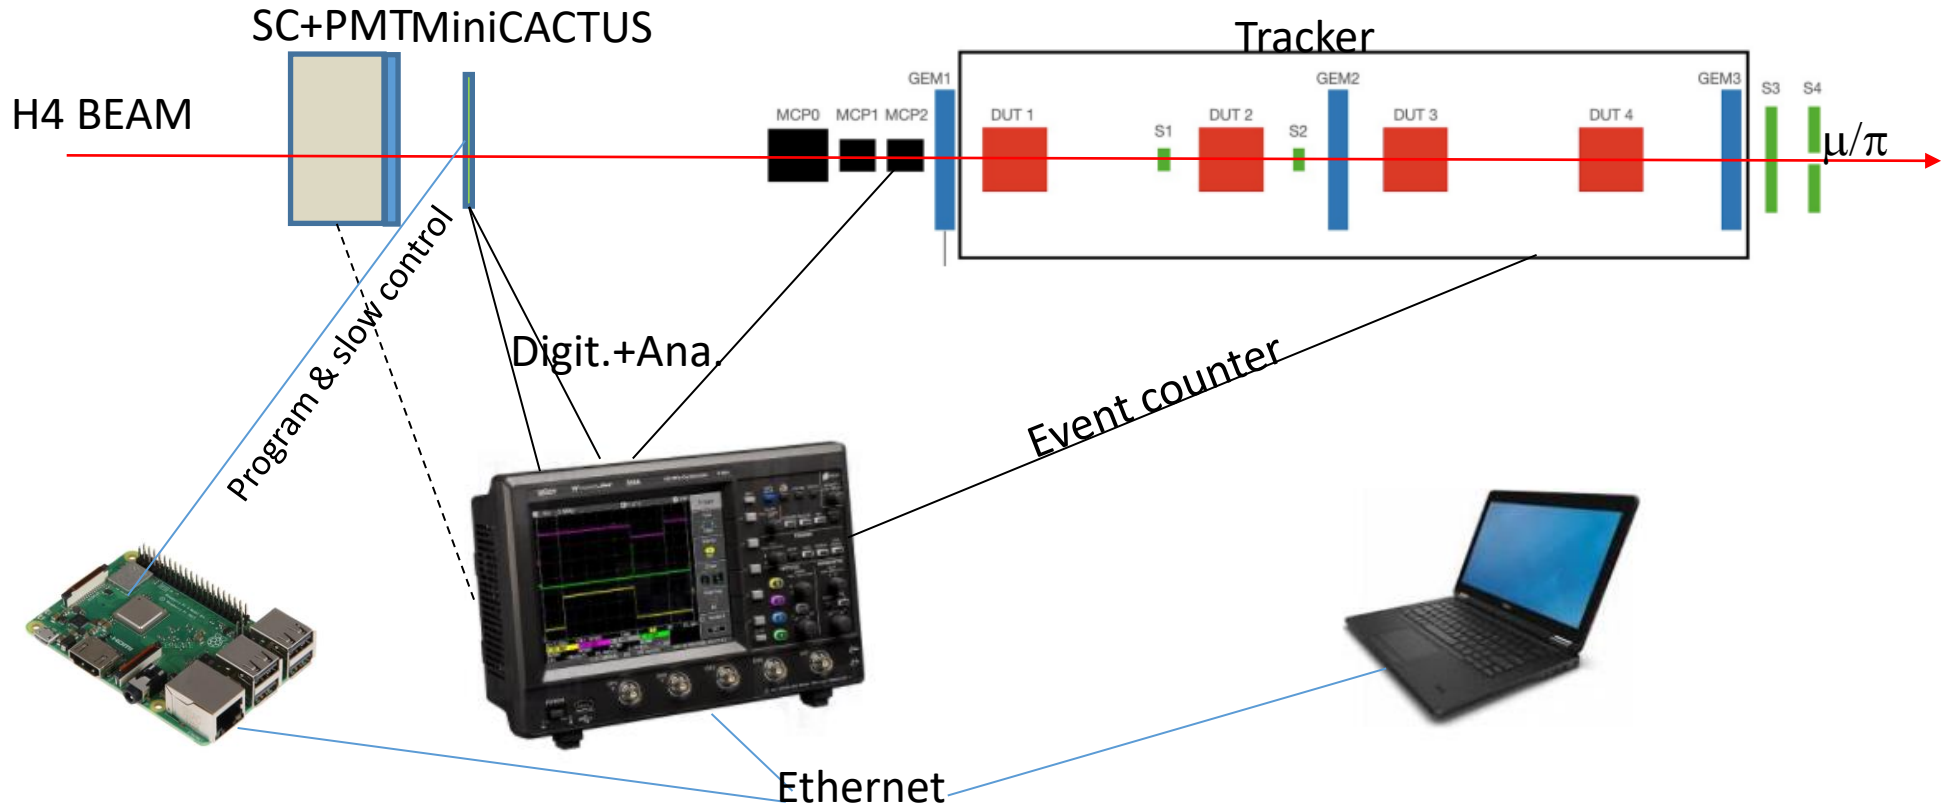 SC+PMT
MiniCACTUS
Tracker
H4 BEAM
MCP0
MCP1
MCP2
GEM1
DUT 1
S1
DUT 2
S2
GEM2
DUT 3
DUT 4
GEM3
S3
S4
μ/π
Program & slow control
Digit.+Ana.
Event counter
Ethernet